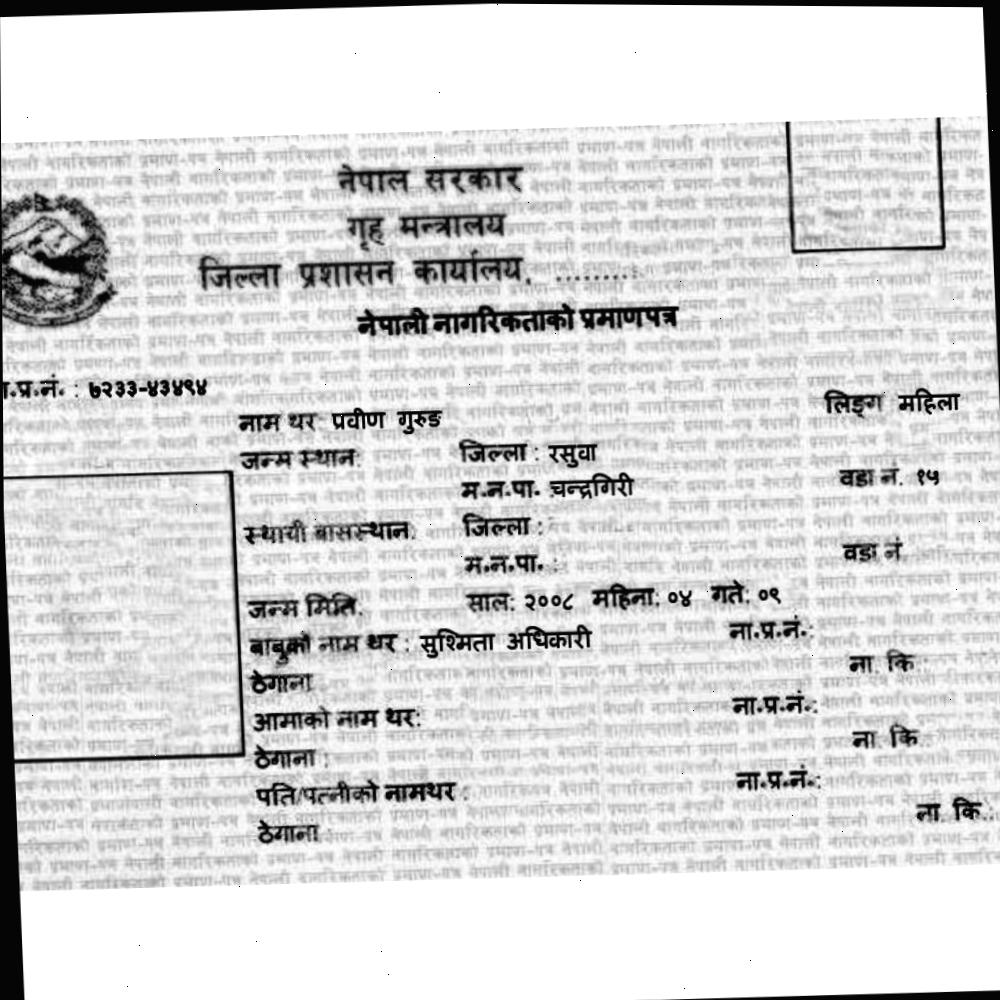 नेपाल सरकार
गृह मन्त्रालय
जिल्ला प्रशासन कार्यालय, ..........
नेपाली नागरिकताको प्रमाणपत्र
ा.प्र.नं. : ७२३३-४३४९४
लिङ्ग महिला
नाम थर प्रवीण गुरुङ
जन्म स्थान: जिल्ला : रसुवा
म.न.पा. चन्द्रगिरी वडा नं. १५
स्थायी बासस्थान: जिल्ला :
म.न.पा. : वडा नं
जन्म मिति: साल: २००८ महिना: ०४ गते: ०९
बाबुको नाम थर : सुश्मिता अधिकारी ना.प्र.नं.:
ठेगाना ना. कि.:
आमाको नाम थर: ना.प्र.नं.:
ठेगाना : ना. कि.
पति/पत्नीको नामथर : ना.प्र.नं.:
ठेगाना : ना. कि.: